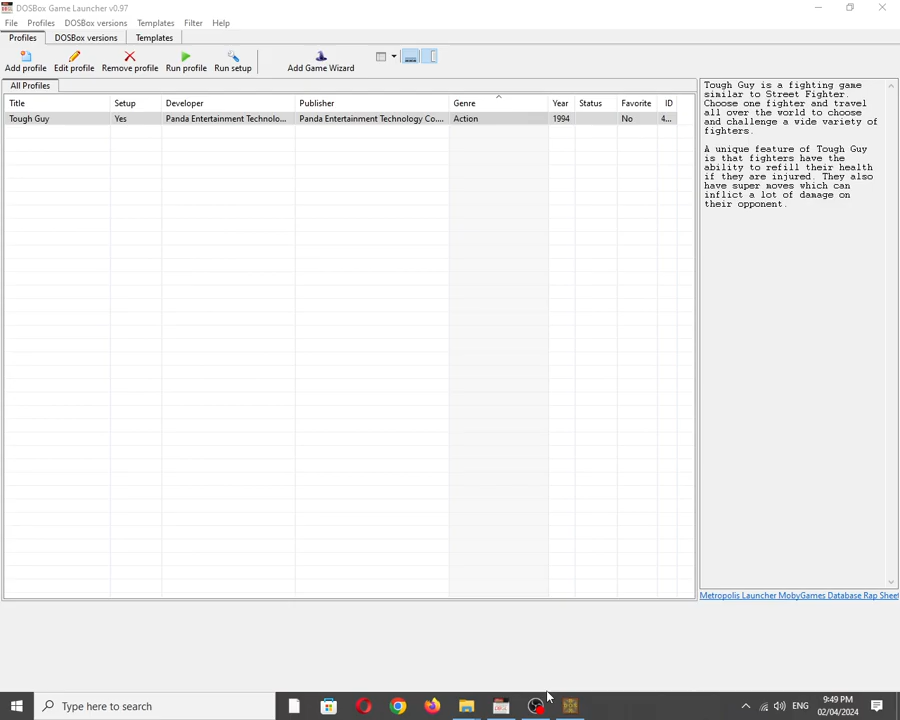 DOSBox Game Launcher v0.97
File Profiles DOSBox versions Templates Filter Help
Profiles DOSBox versions Templates
Add profile Edit profile Remove profile Run profile Run setup Add Game Wizard
All Profiles
Title Setup Developer Publisher Genre Year Status Favorite ID
Tough Guy Yes Panda Entertainment Technolo... Panda Entertainment Technology Co.... Action 1994 No 4...
Tough Guy is a fighting game
similar to Street Fighter.
Choose one fighter and travel
all over the world to choose
and challenge a wide variety of
fighters.
A unique feature of Tough Guy
is that fighters have the
ability to refill their health
if they are injured. They also
have super moves which can
inflict a lot of damage on
their opponent.
Metropolis Launcher MobyGames Database Rap Sheet
Type here to search
ENG
9:49 PM
02/04/2024